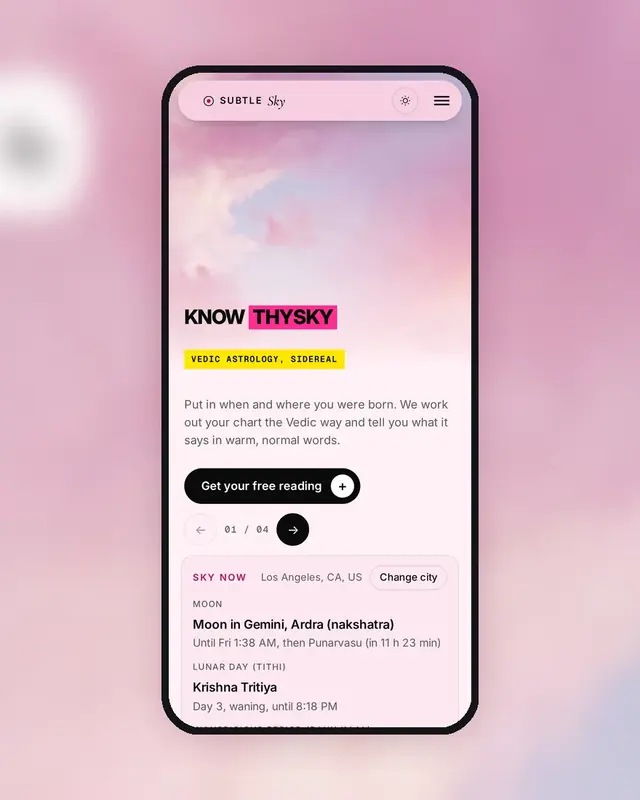 SUBTLE Sky
KNOW THYSKY
VEDIC ASTROLOGY, SIDEREAL
Put in when and where you were born. We work
out your chart the Vedic way and tell you what it
says in warm, normal words.
Get your free reading +
← 01 / 04 →
SKY NOW Los Angeles, CA, US Change city
MOON
Moon in Gemini, Ardra (nakshatra)
Until Fri 1:38 AM, then Punarvasu (in 11 h 23 min)
LUNAR DAY (TITHI)
Krishna Tritiya
Day 3, waning, until 8:18 PM